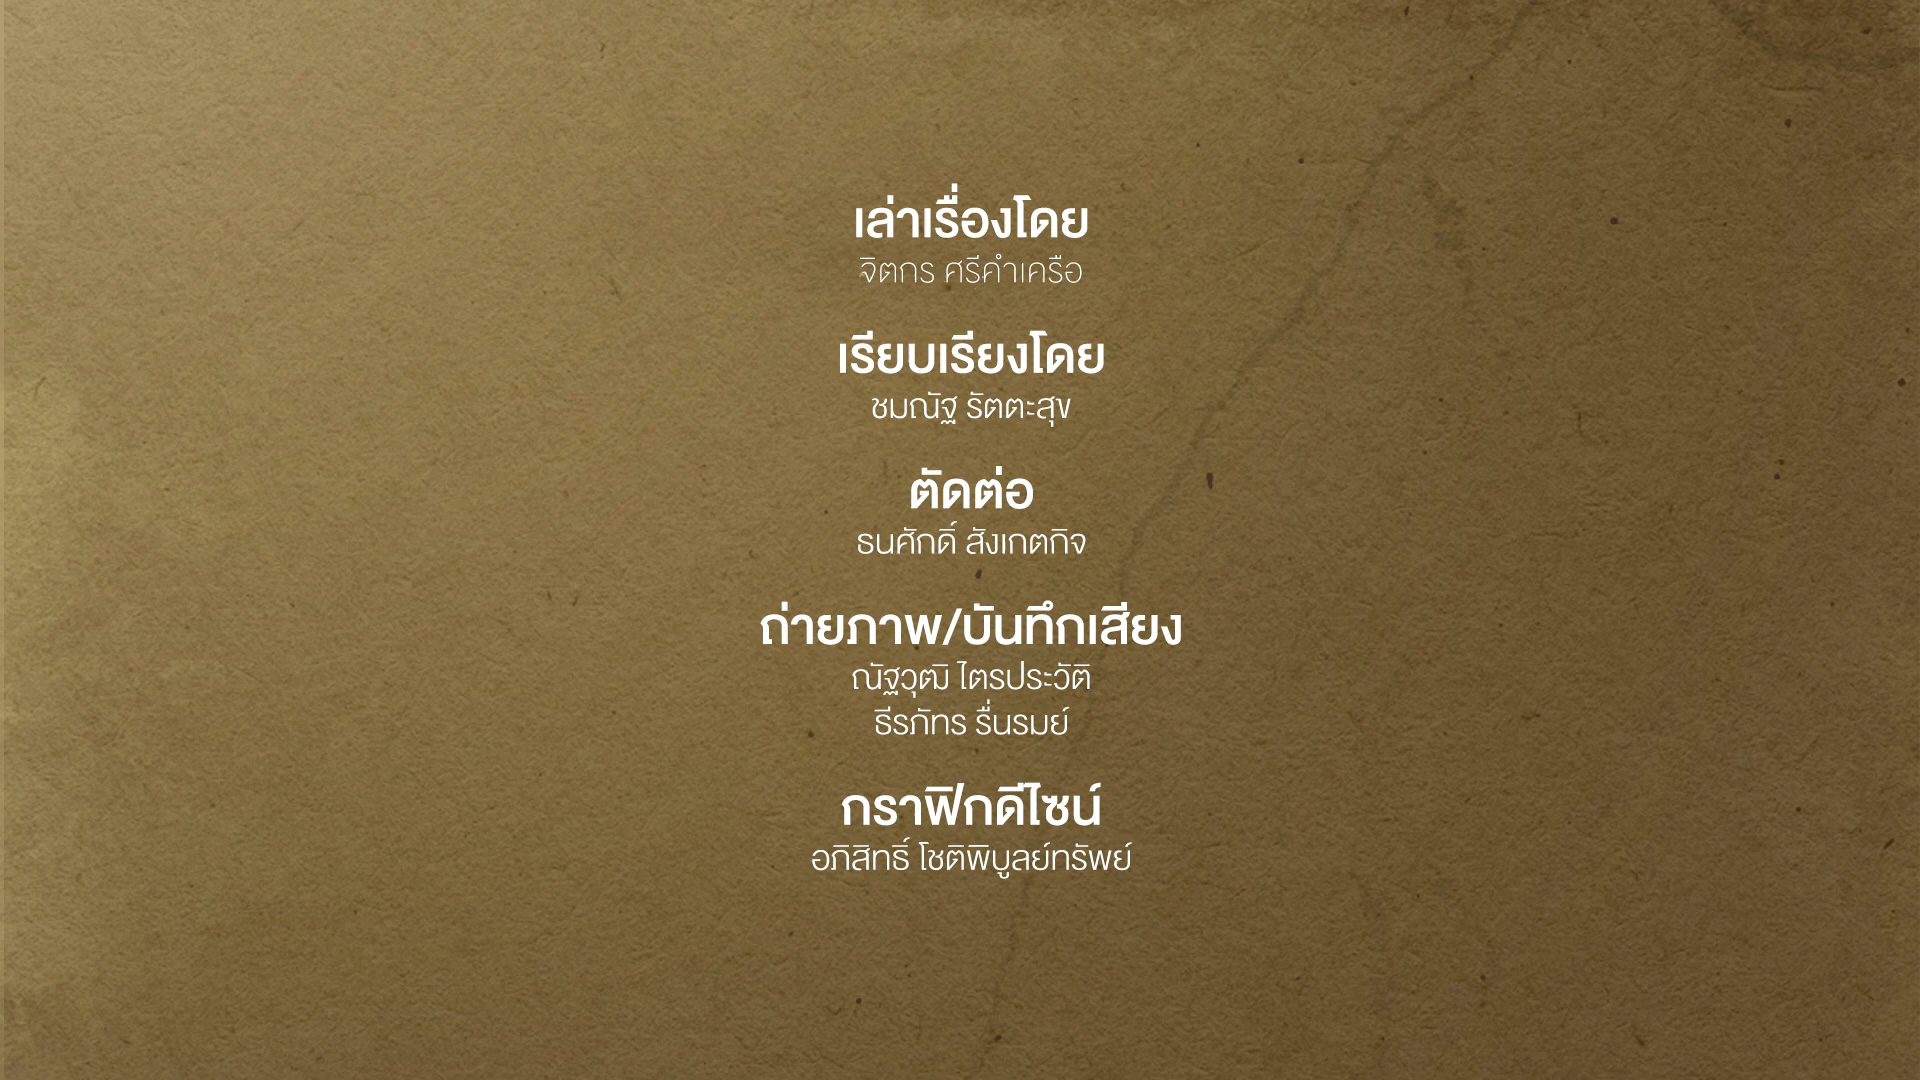 เล่าเรื่องโดย
จิตกร ศรีคำเครือ
เรียบเรียงโดย
ชมณัฐ รัตตะสุข
ตัดต่อ
ธนศักดิ์ สังเกตกิจ
ถ่ายภาพ/บันทึกเสียง
ณัฐวุฒิ ไตรประวัติ
ธีรภัทร รื่นรมย์
กราฟิกดีไซน์
อภิสิทธิ์ โชติพิบูลย์ทรัพย์